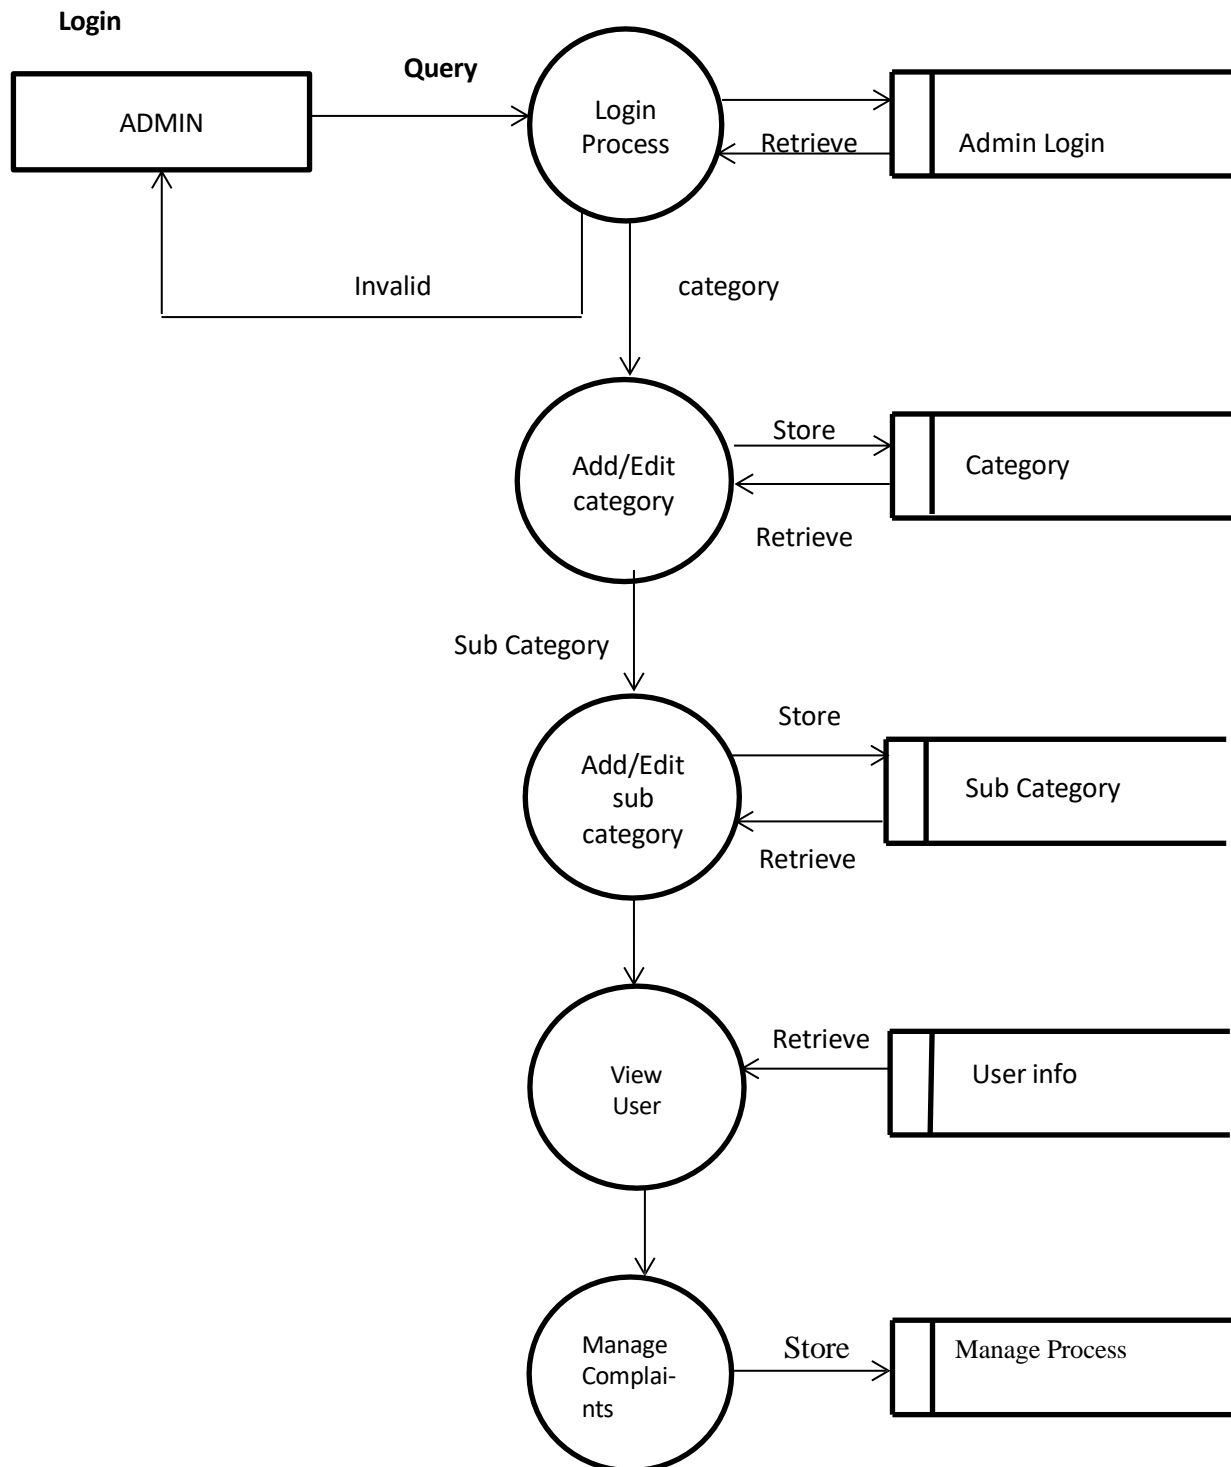 Login
Query
ADMIN
Login
Process
Retrieve
Admin Login
Invalid
category
Store
Add/Edit
category
Category
Retrieve
Sub Category
Store
Add/Edit
sub
category
Sub Category
Retrieve
Retrieve
View
User
User info
Manage
Complai-
nts
Store
Manage Process